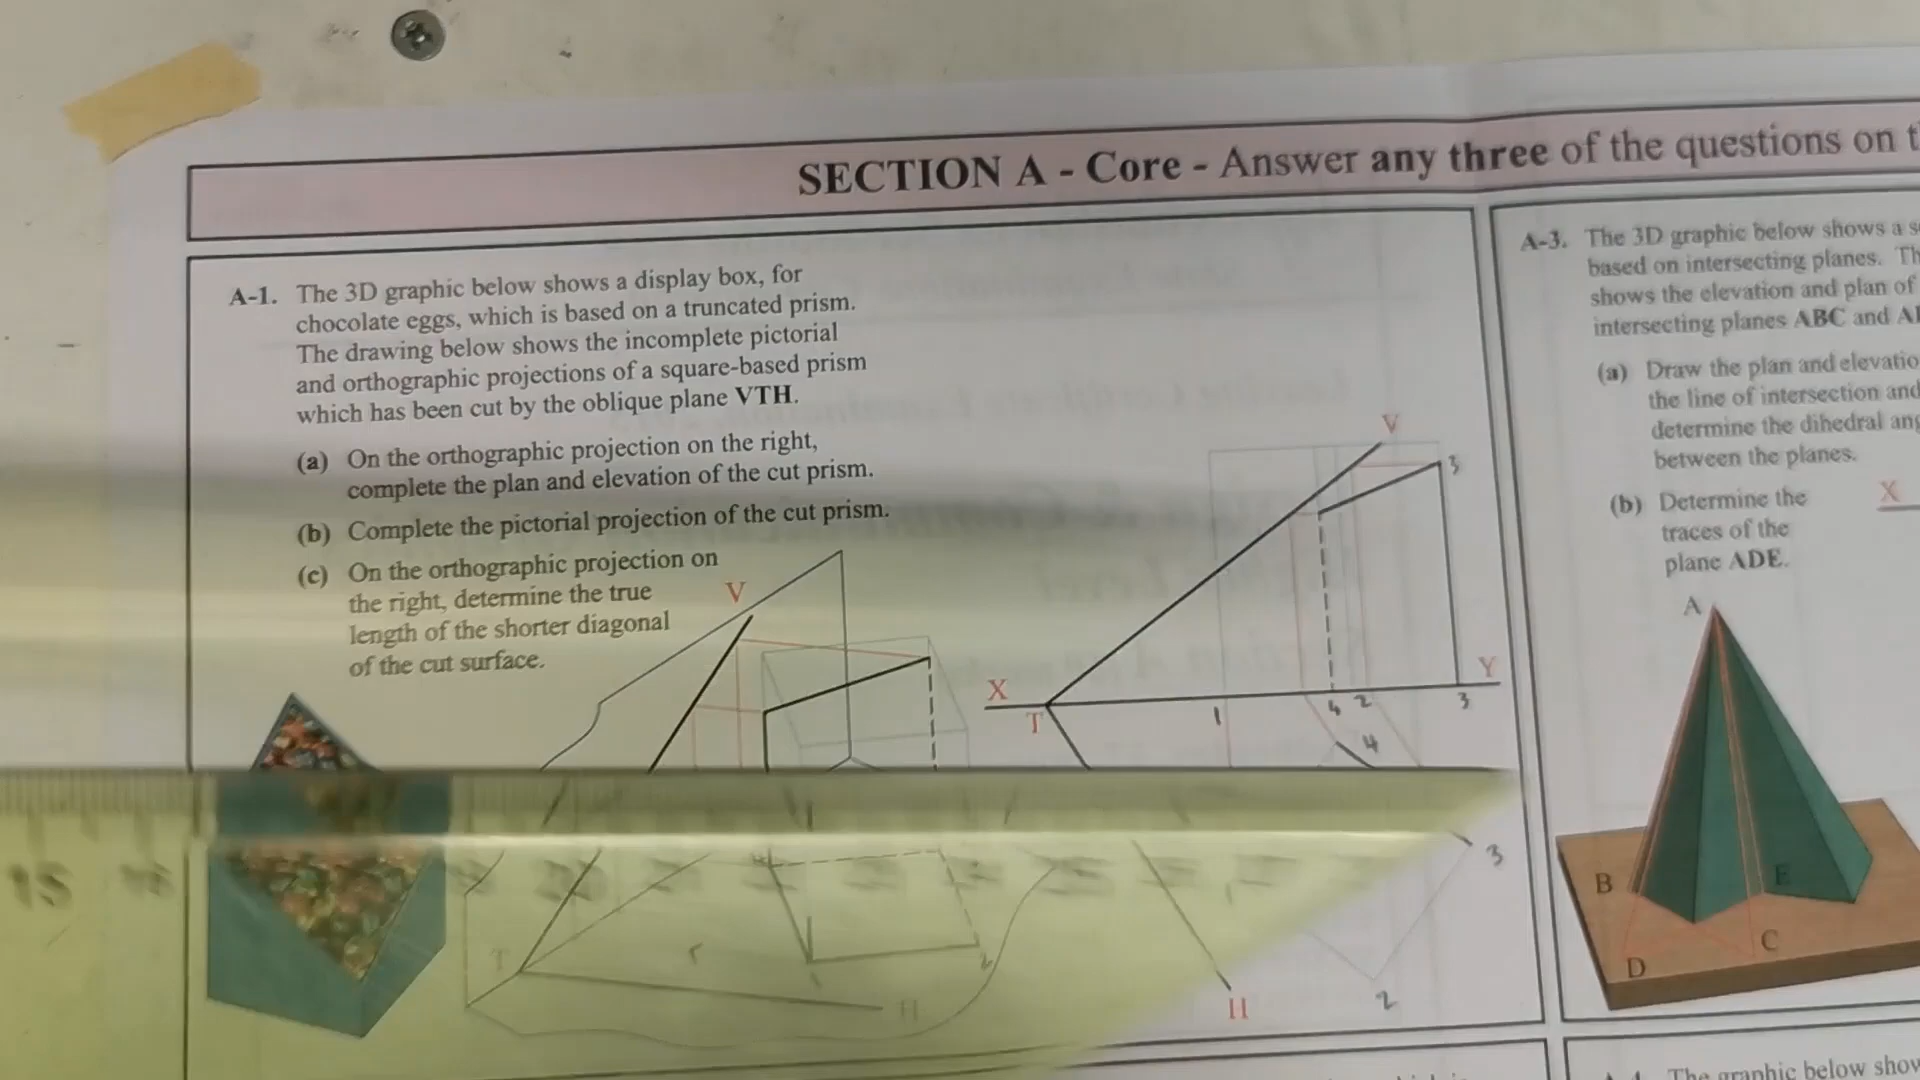 SECTION A - Core - Answer any three of the questions on t
A-1. The 3D graphic below shows a display box, for
chocolate eggs, which is based on a truncated prism.
The drawing below shows the incomplete pictorial
and orthographic projections of a square-based prism
which has been cut by the oblique plane VTH.
(a) On the orthographic projection on the right,
complete the plan and elevation of the cut prism.
(b) Complete the pictorial projection of the cut prism.
(c) On the orthographic projection on
the right, determine the true
length of the shorter diagonal
of the cut surface.
V
T
H
V
3
X
Y
T
1
4
2
3
4
3
H
2
A-3. The 3D graphic below shows a s
based on intersecting planes. Th
shows the elevation and plan of
intersecting planes ABC and A
(a) Draw the plan and elevatio
the line of intersection and
determine the dihedral ang
between the planes.
(b) Determine the
traces of the
plane ADE.
X
A
B
E
C
D
The graphic below show
15